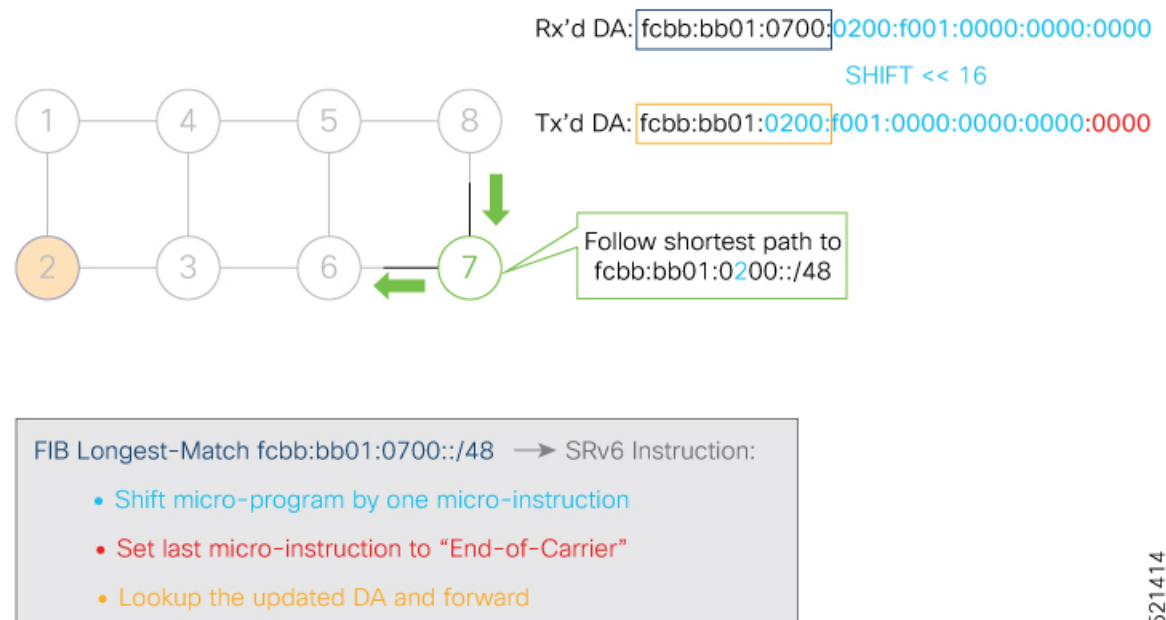 Rx'd DA: fcbb:bb01:0700:0200:f001:0000:0000:0000
SHIFT << 16
Tx'd DA: fcbb:bb01:0200:f001:0000:0000:0000:0000
1
4
5
8
2
3
6
7
Follow shortest path to
fcbb:bb01:0200::/48
FIB Longest-Match fcbb:bb01:0700::/48 → SRv6 Instruction:
• Shift micro-program by one micro-instruction
• Set last micro-instruction to “End-of-Carrier”
• Lookup the updated DA and forward
521414